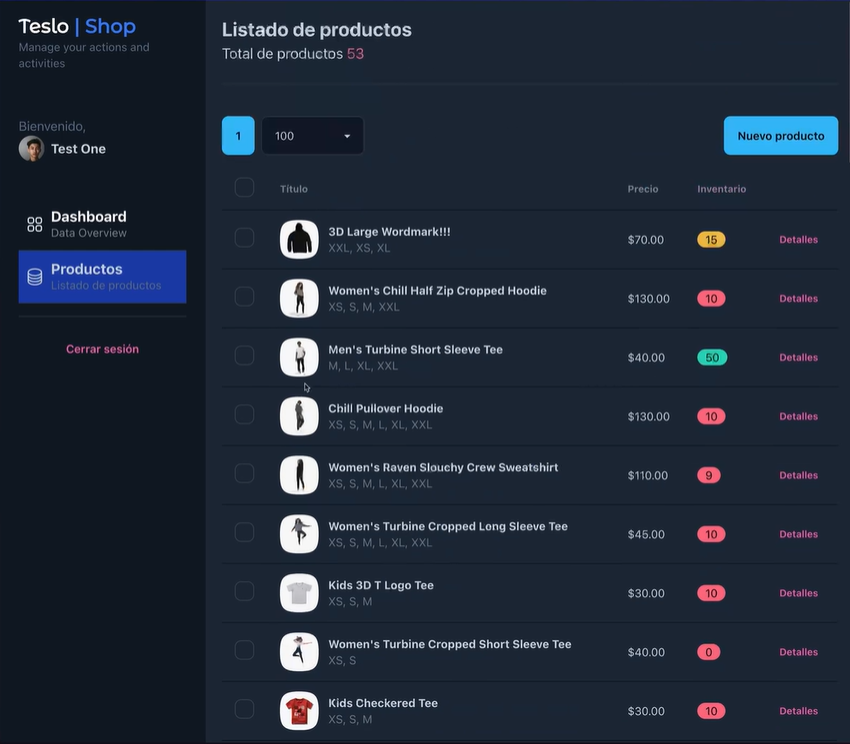 Teslo | Shop
Manage your actions and
activities
Bienvenido,
Test One
Dashboard
Data Overview
Productos
Listado de productos
Cerrar sesión
Listado de productos
Total de productos 53
1
100
Nuevo producto
Título Precio Inventario
3D Large Wordmark!!!
XXL, XS, XL
$70.00 15 Detalles
Women's Chill Half Zip Cropped Hoodie
XS, S, M, XXL
$130.00 10 Detalles
Men's Turbine Short Sleeve Tee
M, L, XL, XXL
$40.00 50 Detalles
Chill Pullover Hoodie
XS, S, M, L, XL, XXL
$130.00 10 Detalles
Women's Raven Slouchy Crew Sweatshirt
XS, S, M, L, XL, XXL
$110.00 9 Detalles
Women's Turbine Cropped Long Sleeve Tee
XS, S, M, L, XL, XXL
$45.00 10 Detalles
Kids 3D T Logo Tee
XS, S, M
$30.00 10 Detalles
Women's Turbine Cropped Short Sleeve Tee
XS, S
$40.00 0 Detalles
Kids Checkered Tee
XS, S, M
$30.00 10 Detalles